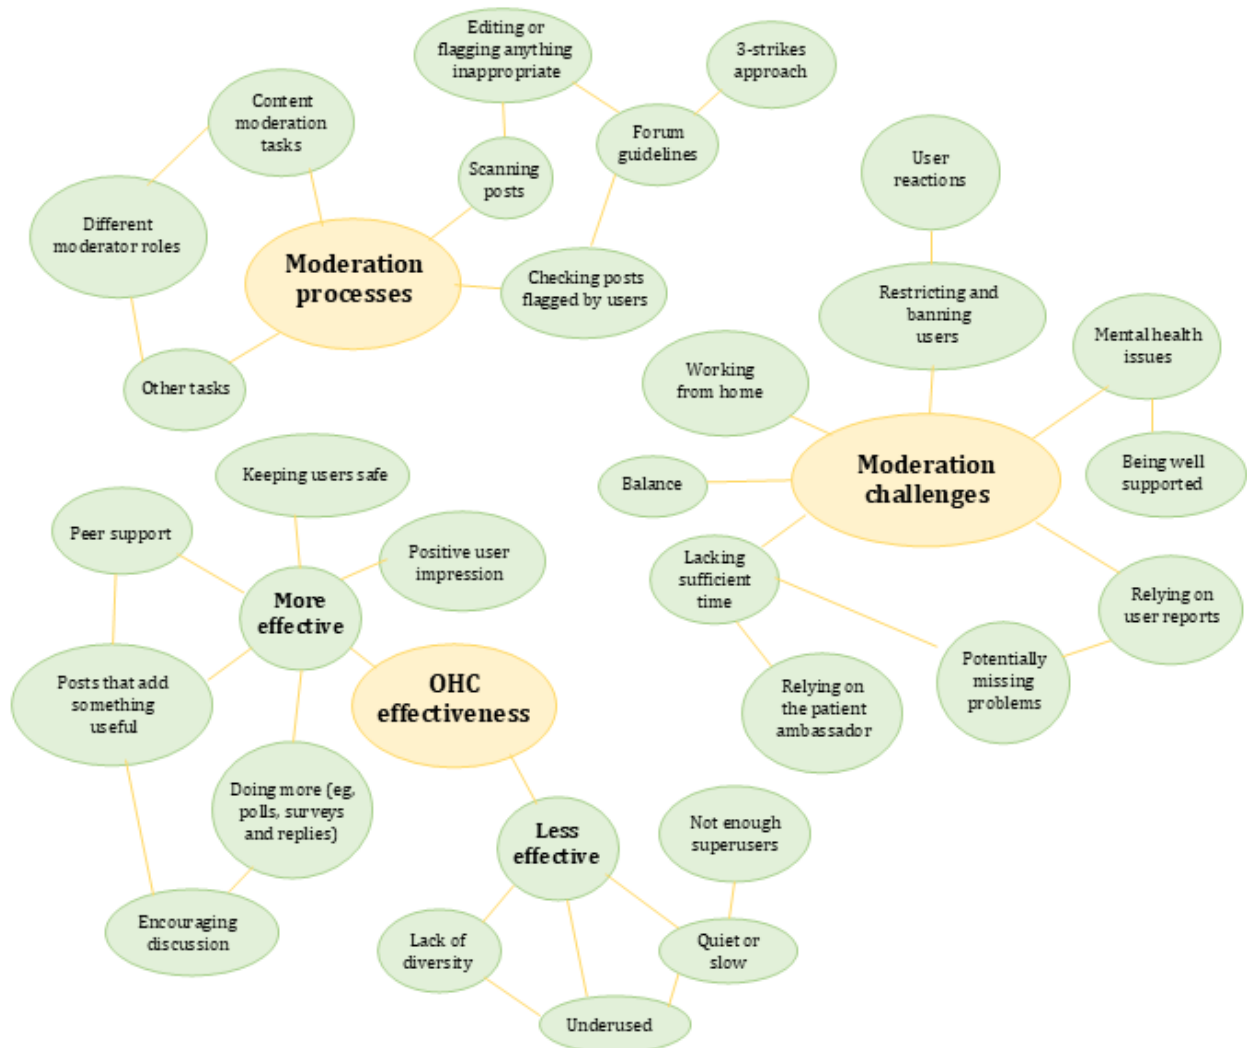 Editing or
flagging anything
inappropriate
3-strikes
approach
Content
moderation
tasks
Forum
guidelines
Scanning
posts
Different
moderator roles
Moderation
processes
Checking posts
flagged by users
Other tasks
User
reactions
Restricting and
banning
users
Mental health
issues
Working
from home
Moderation
challenges
Being well
supported
Balance
Lacking
sufficient
time
Relying on
user reports
Potentially
missing
problems
Relying on
the patient
ambassador
Keeping users safe
Peer support
Positive user
impression
More
effective
Posts that add
something
useful
OHC
effectiveness
Doing more (eg,
polls, surveys
and replies)
Encouraging
discussion
Less
effective
Not enough
superusers
Lack of
diversity
Quiet or
slow
Underused